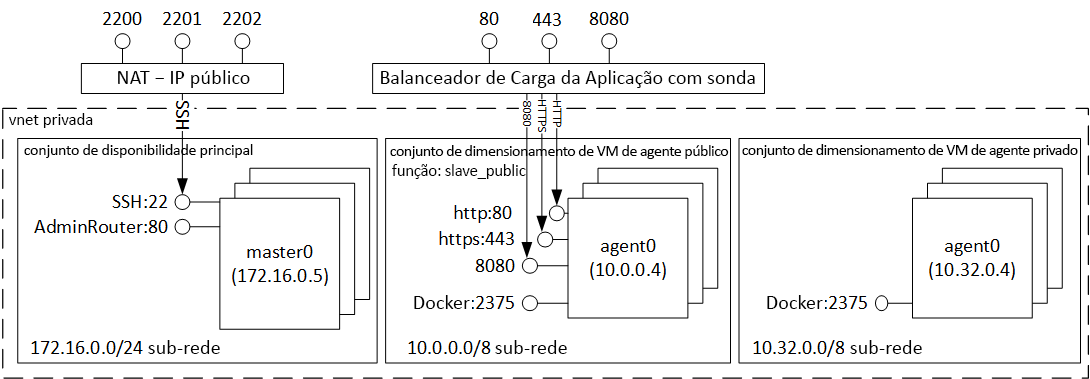 2200 2201 2202
80 443 8080
NAT – IP público
Balanceador de Carga da Aplicação com sonda
SSH
8080
HTTPS
HTTP
vnet privada
conjunto de disponibilidade principal
SSH:22
AdminRouter:80
master0
(172.16.0.5)
172.16.0.0/24 sub-rede
conjunto de dimensionamento de VM de agente público
função: slave_public
http:80
https:443
8080
Docker:2375
agent0
(10.0.0.4)
10.0.0.0/8 sub-rede
conjunto de dimensionamento de VM de agente privado
Docker:2375
agent0
(10.32.0.4)
10.32.0.0/8 sub-rede